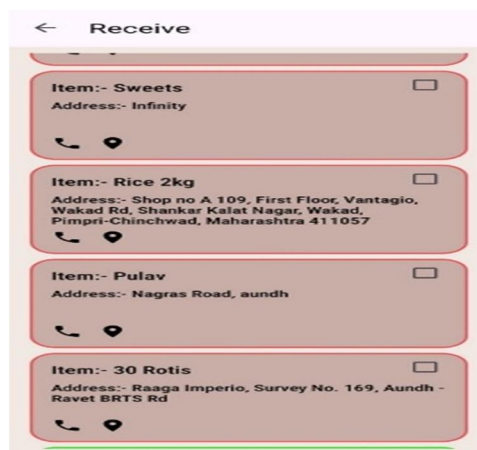 Receive
Item:- Sweets
Address:- Infinity
Item:- Rice 2kg
Address:- Shop no A 109, First Floor, Vantagio,
Wakad Rd, Shankar Kalat Nagar, Wakad,
Pimpri-Chinchwad, Maharashtra 411057
Item:- Pulav
Address:- Nagras Road, aundh
Item:- 30 Rotis
Address:- Raaga Imperio, Survey No. 169, Aundh -
Ravet BRTS Rd